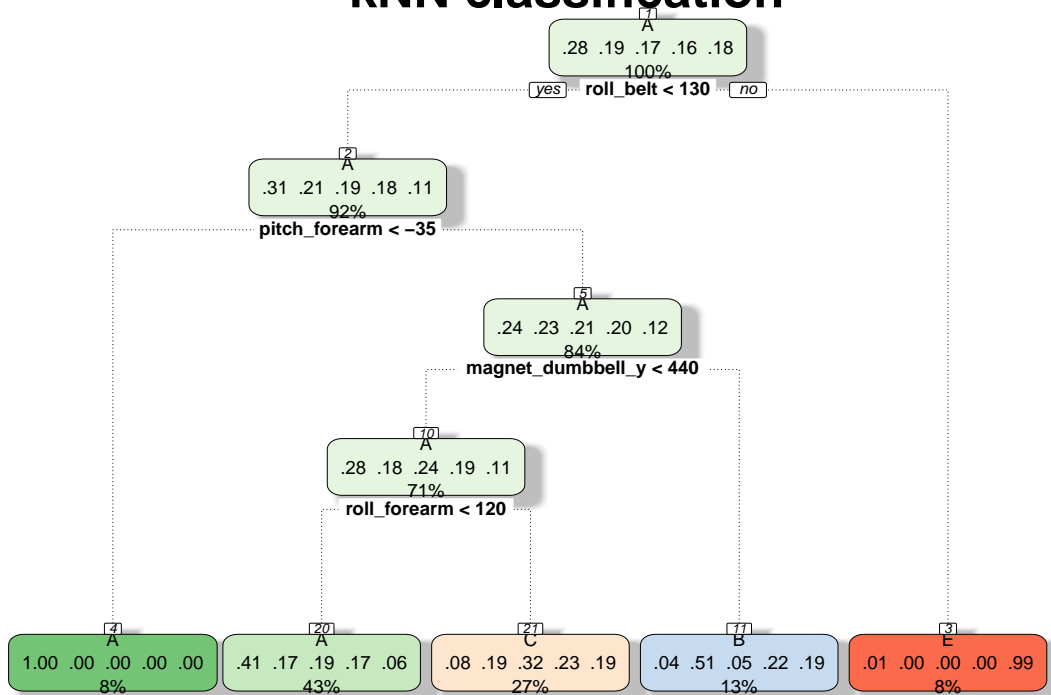 kNN classification
1
A
.28 .19 .17 .16 .18
100%
yes roll_belt < 130 no
2
A
.31 .21 .19 .18 .11
92%
pitch_forearm < −35
5
A
.24 .23 .21 .20 .12
84%
magnet_dumbbell_y < 440
10
A
.28 .18 .24 .19 .11
71%
roll_forearm < 120
4
A
1.00 .00 .00 .00 .00
8%
20
A
.41 .17 .19 .17 .06
43%
21
C
.08 .19 .32 .23 .19
27%
11
B
.04 .51 .05 .22 .19
13%
3
E
.01 .00 .00 .00 .99
8%